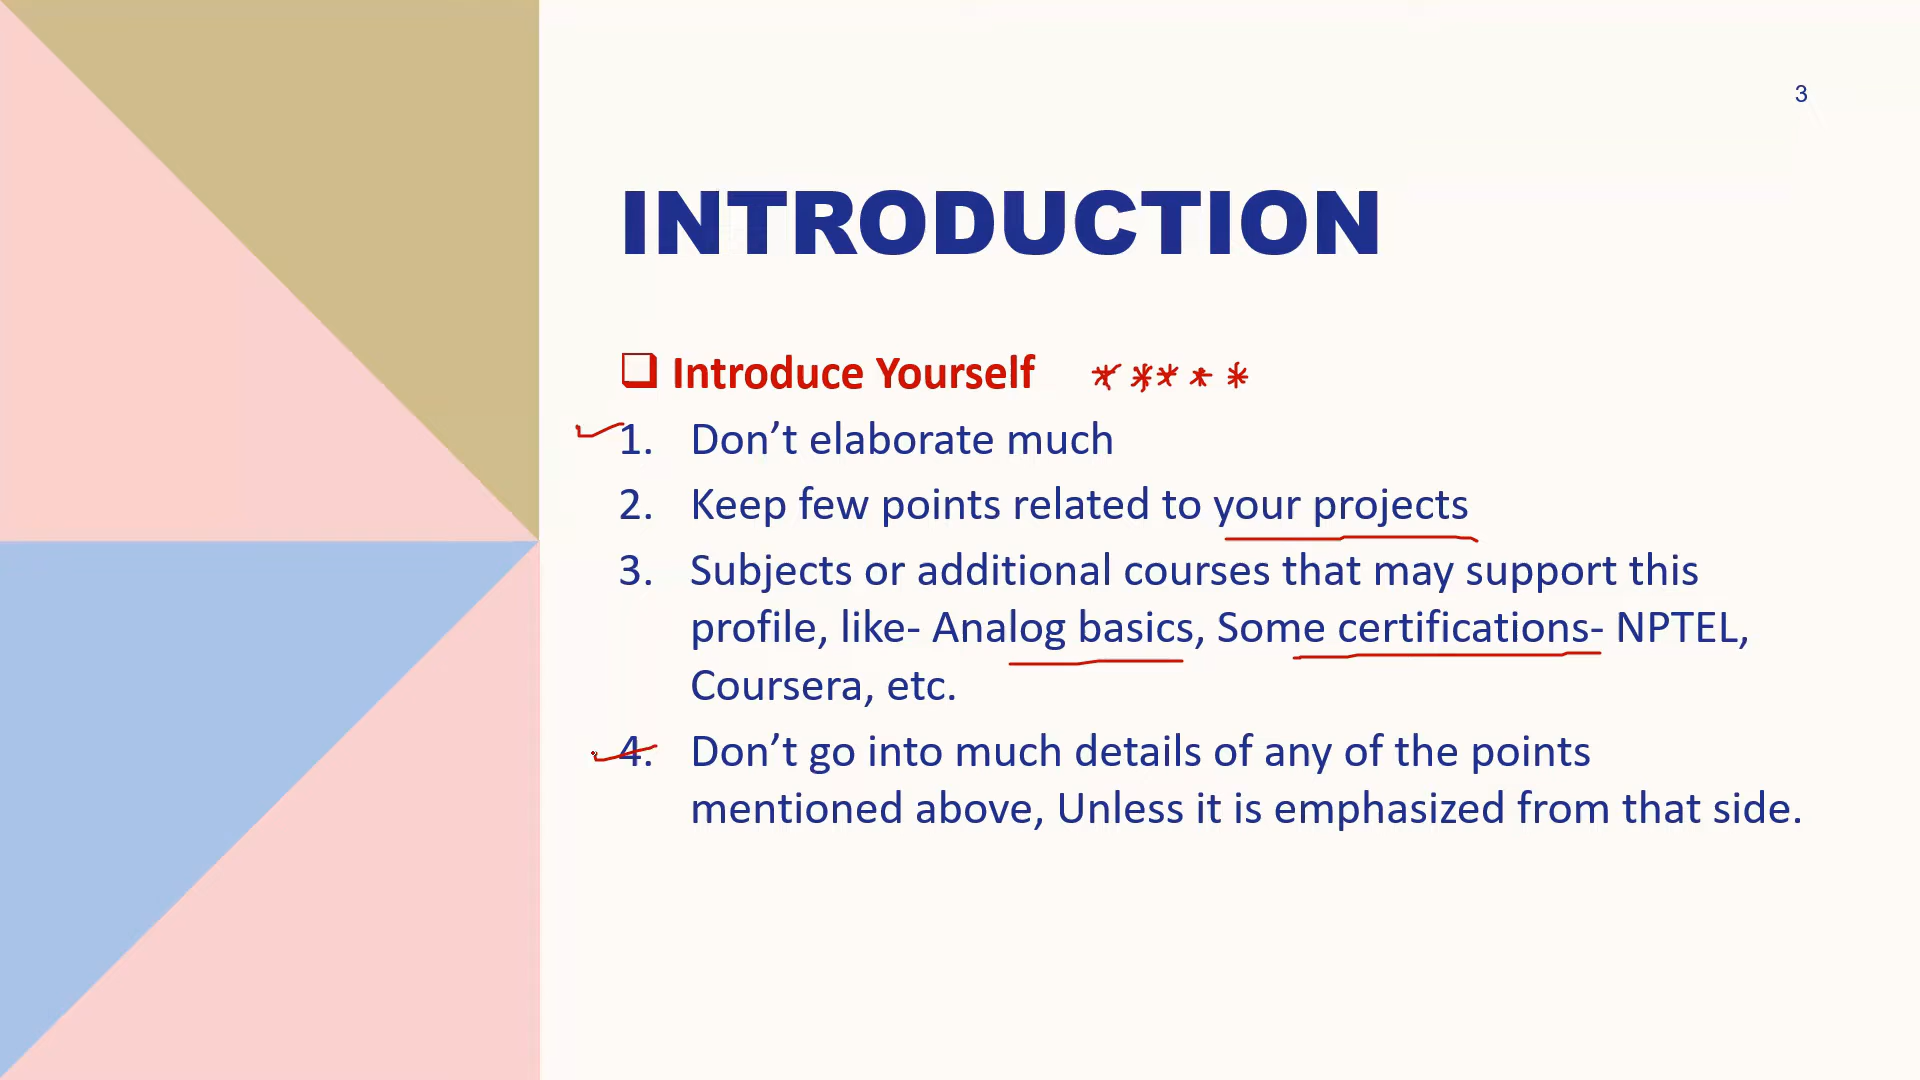 3
INTRODUCTION
❑ Introduce Yourself * * * * *
1. Don’t elaborate much
2. Keep few points related to your projects
3. Subjects or additional courses that may support this
profile, like- Analog basics, Some certifications- NPTEL,
Coursera, etc.
4. Don’t go into much details of any of the points
mentioned above, Unless it is emphasized from that side.